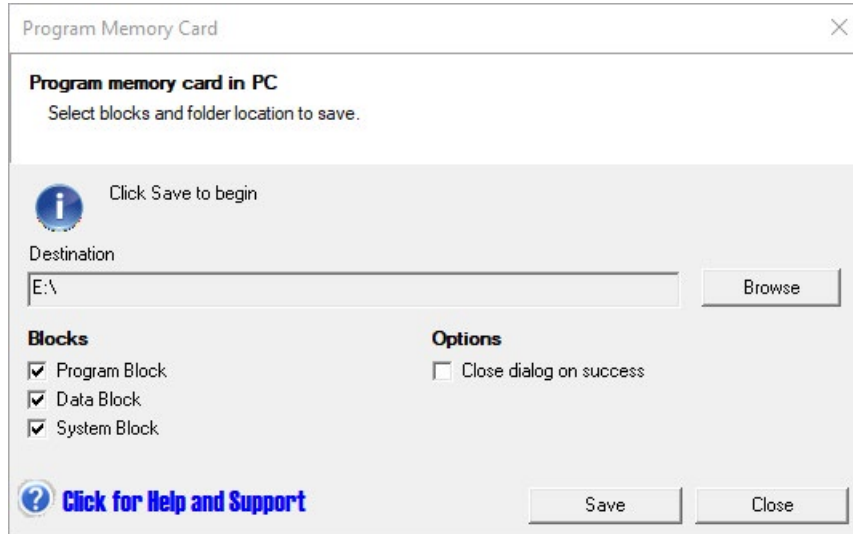 Program Memory Card
Program memory card in PC
Select blocks and folder location to save.
Click Save to begin
Destination
E:\
Browse
Blocks
Options
Program Block
Close dialog on success
Data Block
System Block
Click for Help and Support
Save
Close